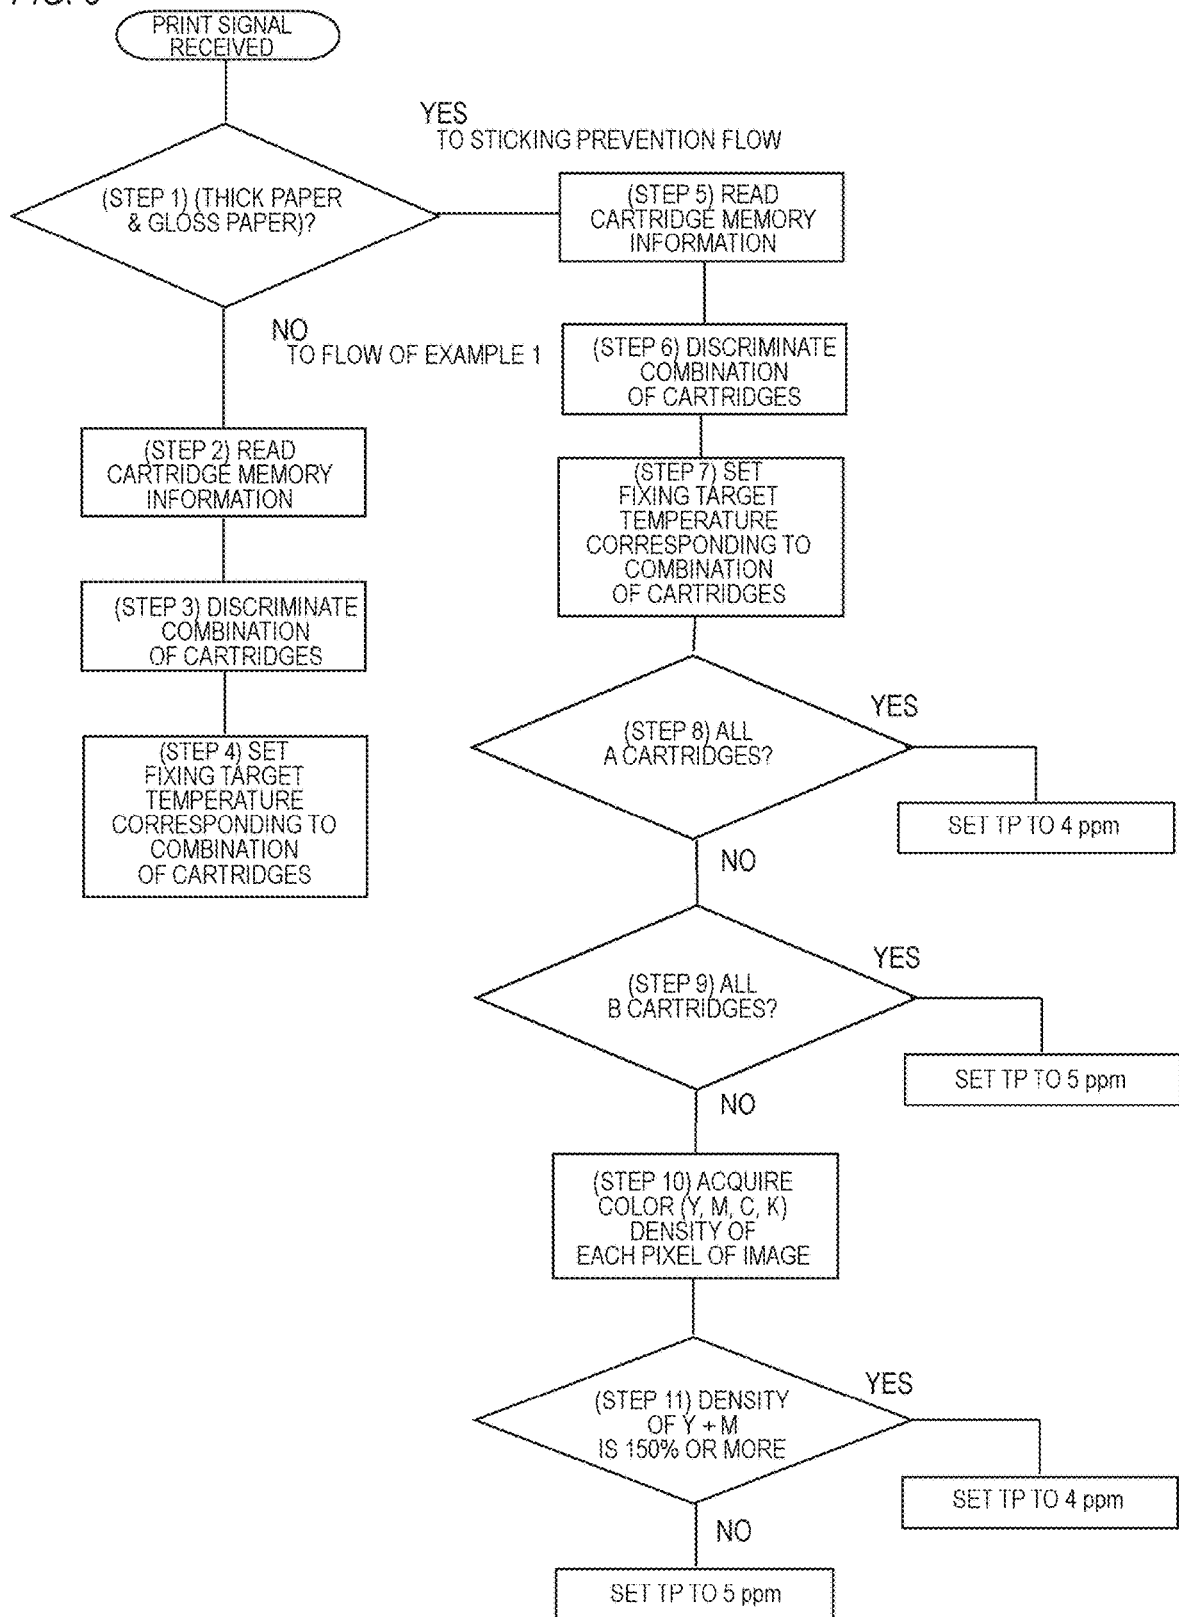 PRINT SIGNAL
RECEIVED
YES
TO STICKING PREVENTION FLOW
(STEP 1) (THICK PAPER
& GLOSS PAPER)?
NO
TO FLOW OF EXAMPLE 1
(STEP 2) READ
CARTRIDGE MEMORY
INFORMATION
(STEP 3) DISCRIMINATE
COMBINATION
OF CARTRIDGES
(STEP 4) SET
FIXING TARGET
TEMPERATURE
CORRESPONDING TO
COMBINATION
OF CARTRIDGES
(STEP 5) READ
CARTRIDGE MEMORY
INFORMATION
(STEP 6) DISCRIMINATE
COMBINATION
OF CARTRIDGES
(STEP 7) SET
FIXING TARGET
TEMPERATURE
CORRESPONDING TO
COMBINATION
OF CARTRIDGES
(STEP 8) ALL
A CARTRIDGES?
YES
SET TP TO 4 ppm
NO
(STEP 9) ALL
B CARTRIDGES?
YES
SET TP TO 5 ppm
NO
(STEP 10) ACQUIRE
COLOR (Y, M, C, K)
DENSITY OF
EACH PIXEL OF IMAGE
(STEP 11) DENSITY
OF Y + M
IS 150% OR MORE
YES
SET TP TO 4 ppm
NO
SET TP TO 5 ppm